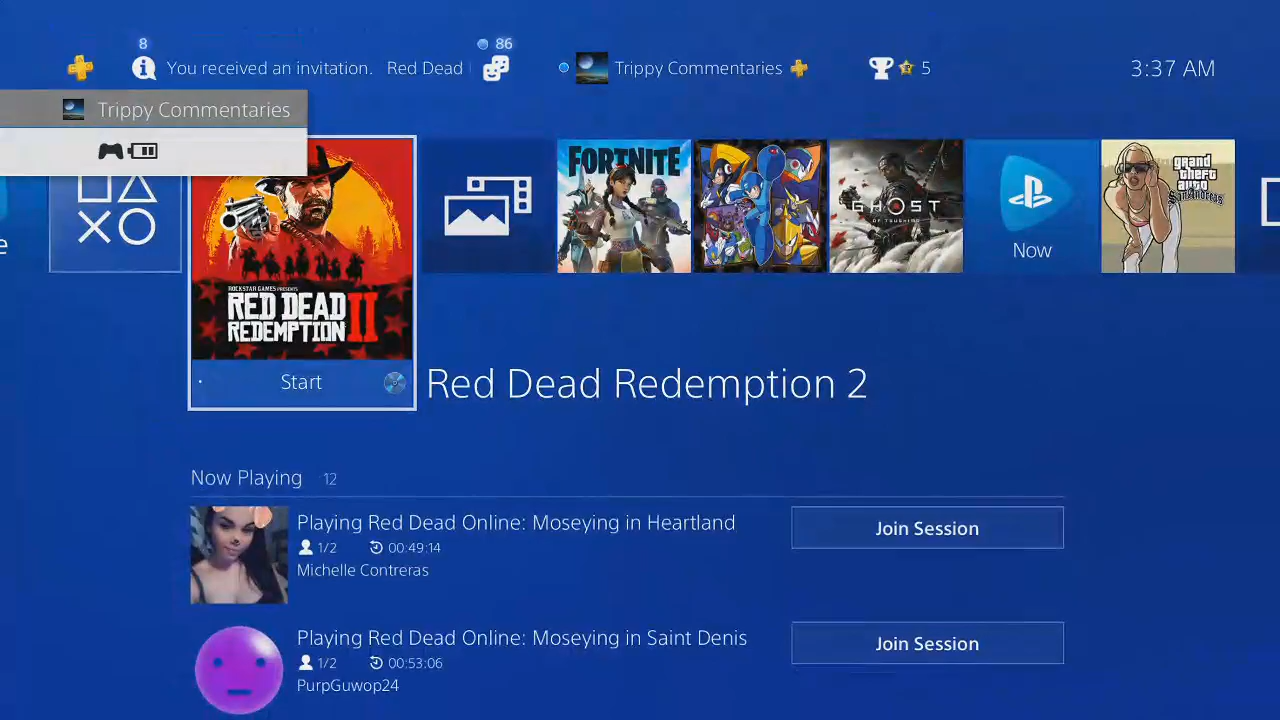 8
You received an invitation. Red Dead
86
Trippy Commentaries
5
3:37 AM
Trippy Commentaries
e
ROCKSTAR GAMES PRESENTS
RED DEAD
REDEMPTION II
Start
FORTNITE
GHOST
OF TSUSHIMA
Now
grand
theft
auto
San Andreas
Red Dead Redemption 2
Now Playing 12
Playing Red Dead Online: Moseying in Heartland
1/2 00:49:14
Michelle Contreras
Join Session
Playing Red Dead Online: Moseying in Saint Denis
1/2 00:53:06
PurpGuwop24
Join Session